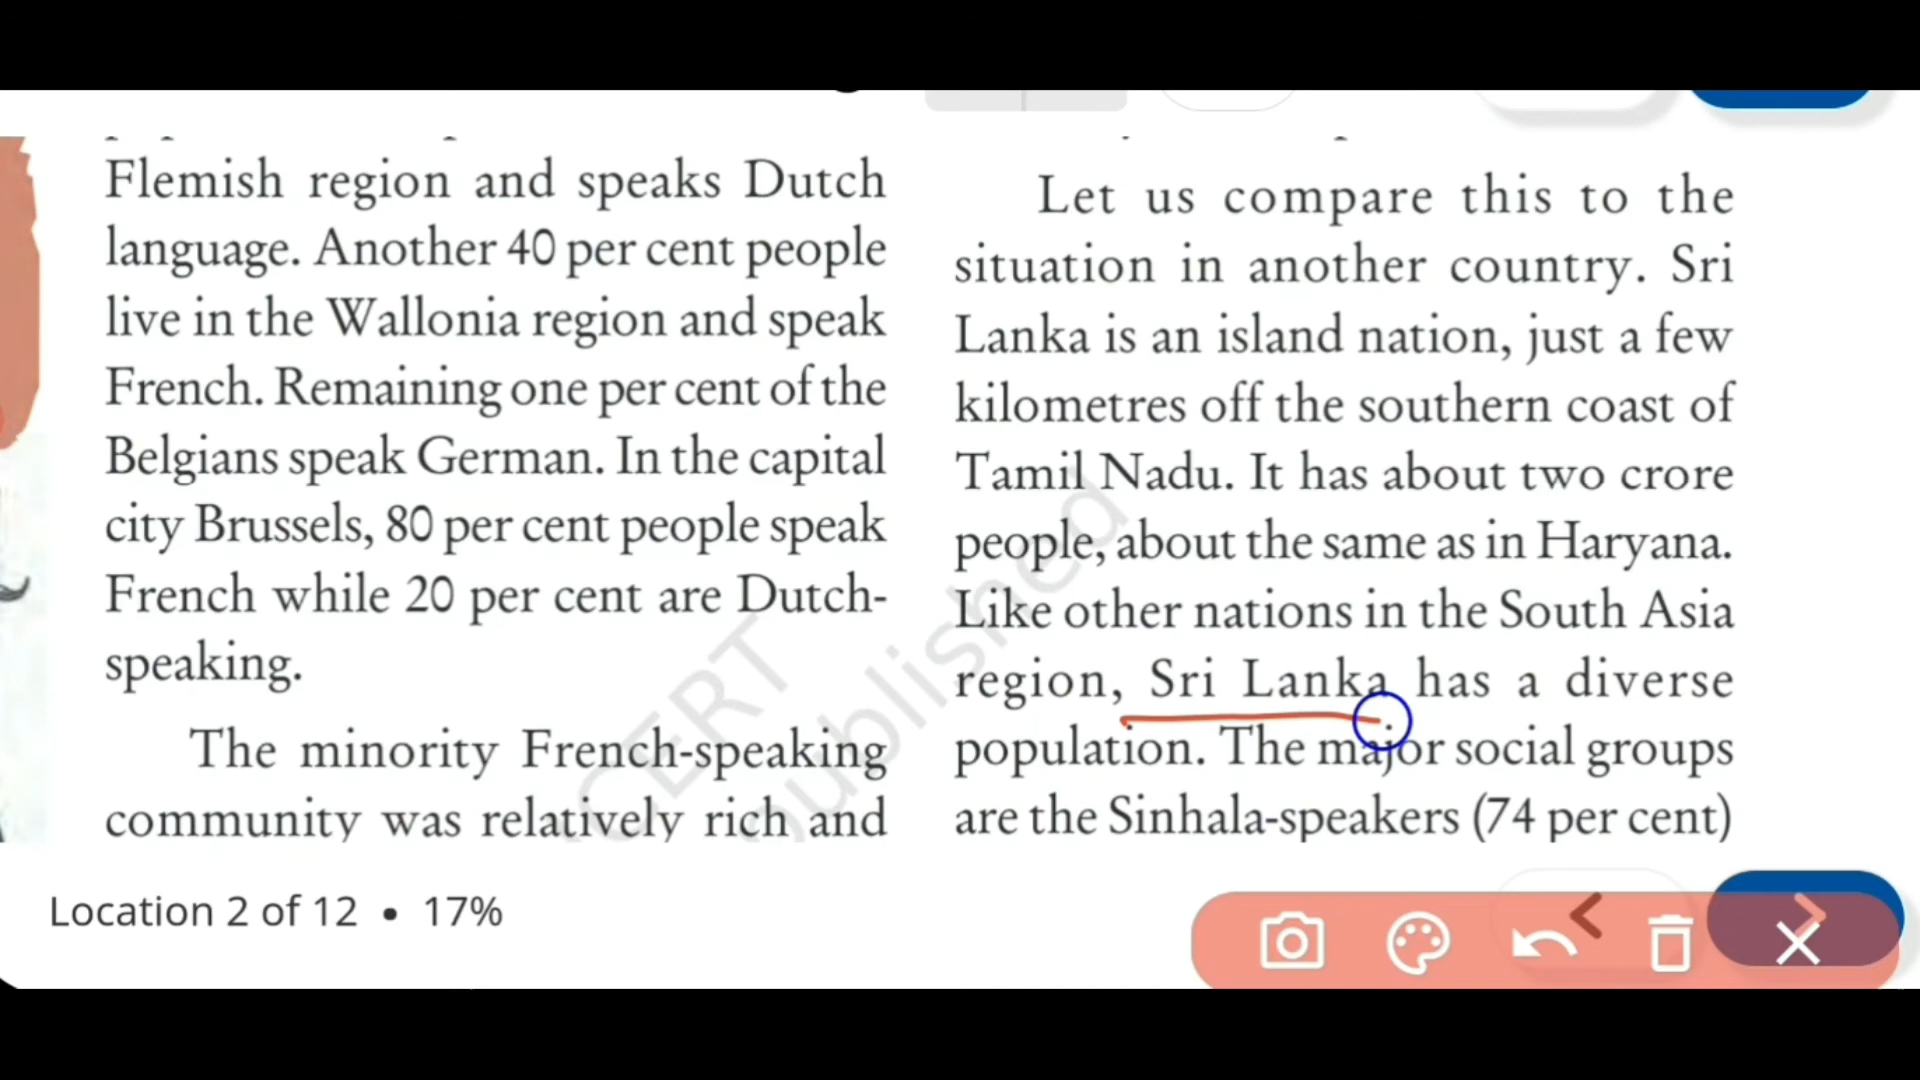 Flemish region and speaks Dutch
language. Another 40 per cent people
live in the Wallonia region and speak
French. Remaining one per cent of the
Belgians speak German. In the capital
city Brussels, 80 per cent people speak
French while 20 per cent are Dutch-
speaking.
The minority French-speaking
community was relatively rich and
Let us compare this to the
situation in another country. Sri
Lanka is an island nation, just a few
kilometres off the southern coast of
Tamil Nadu. It has about two crore
people, about the same as in Haryana.
Like other nations in the South Asia
region, Sri Lanka has a diverse
population. The major social groups
are the Sinhala-speakers (74 per cent)
CERT
published
Location 2 of 12 • 17%